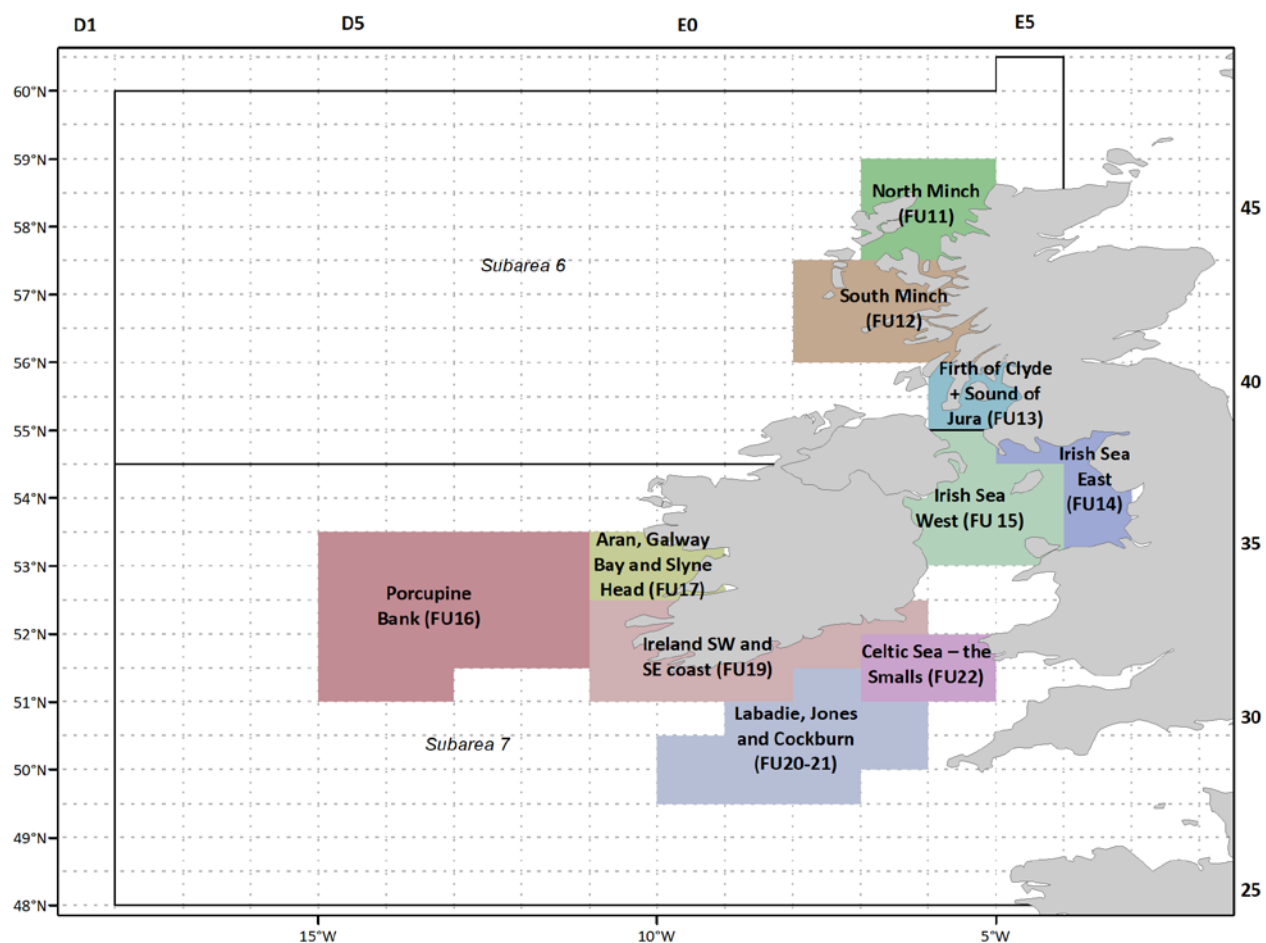 D1
D5
E0
E5
60°N
59°N
58°N
57°N
56°N
55°N
54°N
53°N
52°N
51°N
50°N
49°N
48°N
North Minch
(FU11)
Subarea 6
South Minch
(FU12)
Firth of Clyde
+ Sound of
Jura (FU13)
Irish Sea
East
(FU14)
Irish Sea
West (FU 15)
Aran, Galway
Bay and Slyne
Head (FU17)
Porcupine
Bank (FU16)
Ireland SW and
SE coast (FU19)
Celtic Sea – the
Smalls (FU22)
Labadie, Jones
and Cockburn
(FU20-21)
Subarea 7
45
40
35
30
25
15°W
10°W
5°W